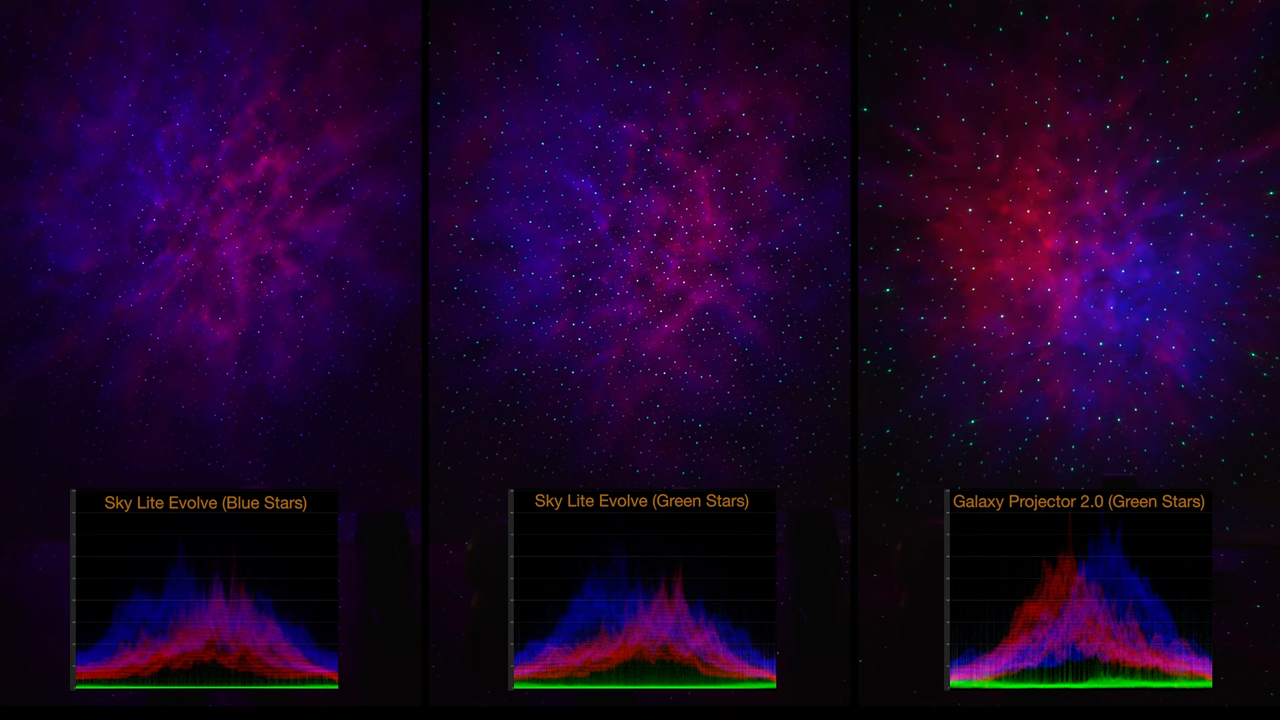 Sky Lite Evolve (Blue Stars)
Sky Lite Evolve (Green Stars)
Galaxy Projector 2.0 (Green Stars)